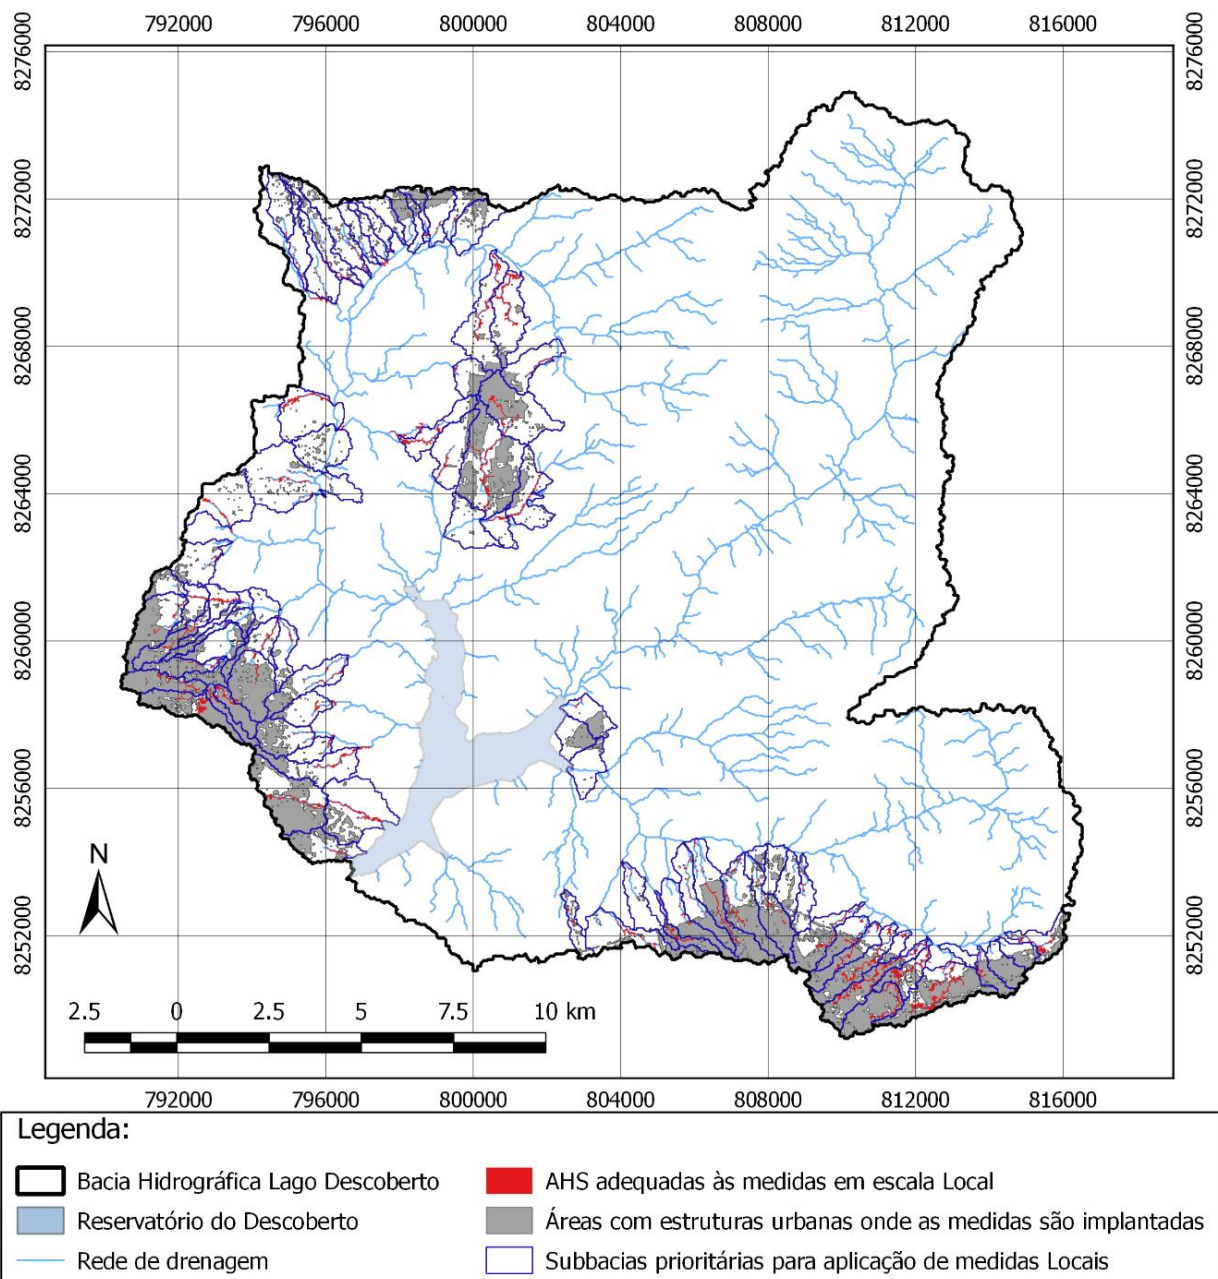 792000 796000 800000 804000 808000 812000 816000
8276000 8276000
8272000 8272000
8268000 8268000
8264000 8264000
8260000 8260000
8256000 8256000
8252000 8252000
N
2.5 0 2.5 5 7.5 10 km
792000 796000 800000 804000 808000 812000 816000
Legenda:
Bacia Hidrográfica Lago Descoberto
Reservatório do Descoberto
Rede de drenagem
AHS adequadas às medidas em escala Local
Áreas com estruturas urbanas onde as medidas são implantadas
Subbacias prioritárias para aplicação de medidas Locais